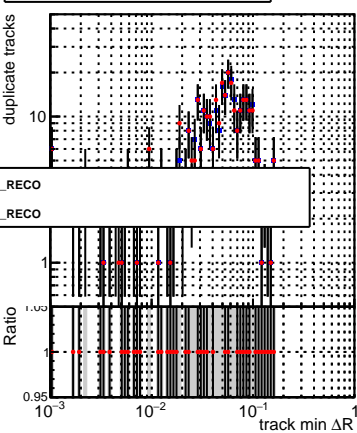 duplicate tracks
10
_RECO
_RECO
1
Ratio
1.05
1
0.95
10⁻³ 10⁻² 10⁻¹ 1
track min ΔR